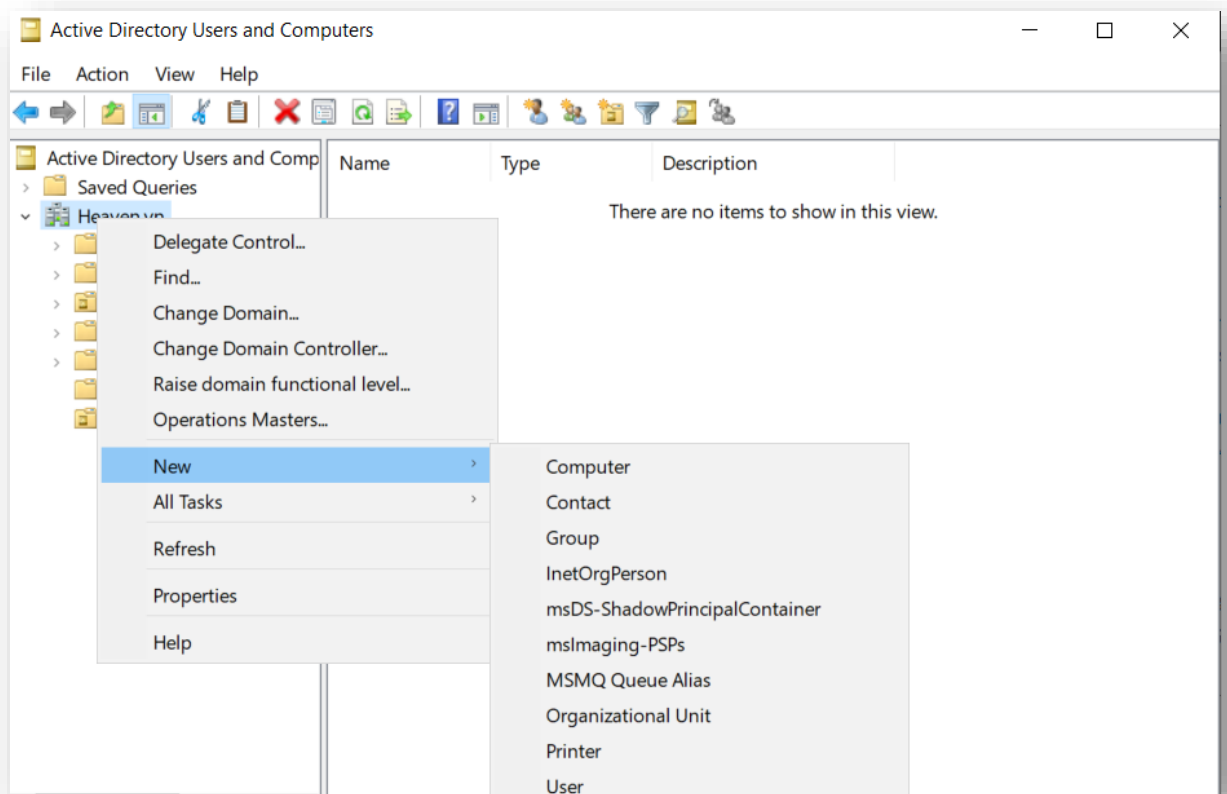 Active Directory Users and Computers
File Action View Help
Active Directory Users and Comp
Saved Queries
Heaven.vn
Name Type Description
There are no items to show in this view.
Delegate Control...
Find...
Change Domain...
Change Domain Controller...
Raise domain functional level...
Operations Masters...
New
All Tasks
Refresh
Properties
Help
Computer
Contact
Group
InetOrgPerson
msDS-ShadowPrincipalContainer
msImaging-PSPs
MSMQ Queue Alias
Organizational Unit
Printer
User